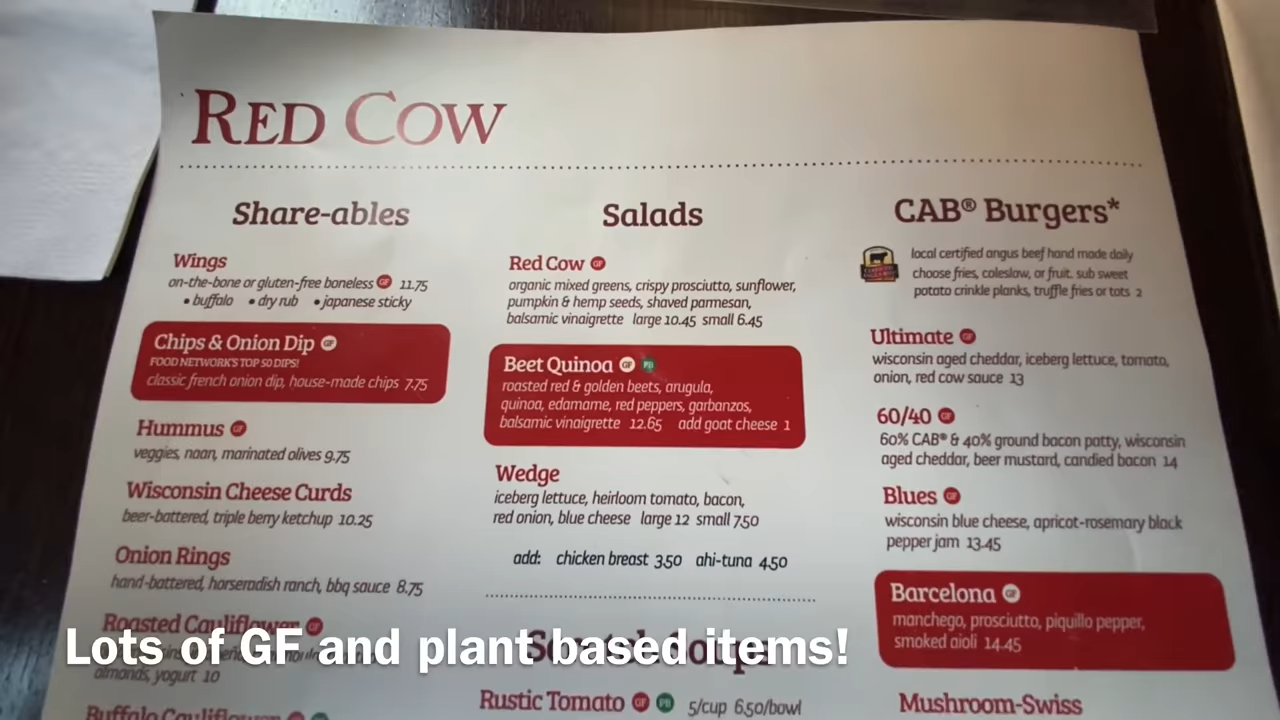 RED COW
Share-ables
Wings
on-the-bone or gluten-free boneless GF 11.75
• buffalo • dry rub • japanese sticky
Chips & Onion Dip GF
FOOD NETWORK'S TOP 50 DIPS!
classic french onion dip, house-made chips 7.75
Hummus GF
veggies, naan, marinated olives 9.75
Wisconsin Cheese Curds
beer-battered, triple berry ketchup 10.25
Onion Rings
hand-battered, horseradish ranch, bbq sauce 8.75
Roasted Cauliflower GF
almonds, yogurt 10
Buffalo Cauliflower
Salads
Red Cow GF
organic mixed greens, crispy prosciutto, sunflower,
pumpkin & hemp seeds, shaved parmesan,
balsamic vinaigrette large 10.45 small 6.45
Beet Quinoa GF PB
roasted red & golden beets, arugula,
quinoa, edamame, red peppers, garbanzos,
balsamic vinaigrette 12.65 add goat cheese 1
Wedge
iceberg lettuce, heirloom tomato, bacon,
red onion, blue cheese large 12 small 7.50
add: chicken breast 3.50 ahi-tuna 4.50
Rustic Tomato GF PB 5/cup 6.50/bowl
CAB® Burgers*
local certified angus beef hand made daily
choose fries, coleslaw, or fruit. sub sweet
potato crinkle planks, truffle fries or tots 2
Ultimate GF
wisconsin aged cheddar, iceberg lettuce, tomato,
onion, red cow sauce 13
60/40 GF
60% CAB® & 40% ground bacon patty, wisconsin
aged cheddar, beer mustard, candied bacon 14
Blues GF
wisconsin blue cheese, apricot-rosemary black
pepper jam 13.45
Barcelona GF
manchego, prosciutto, piquillo pepper,
smoked aioli 14.45
Mushroom-Swiss
Lots of GF and plant based items!